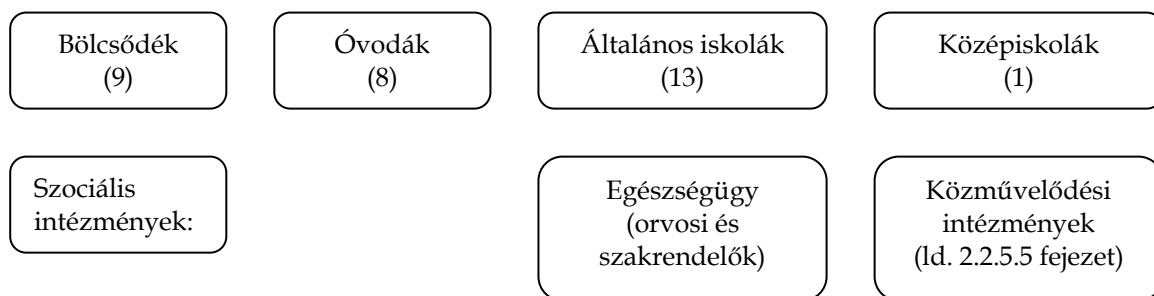 Bölcsődék
(9)
Óvodák
(8)
Általános iskolák
(13)
Középiskolák
(1)
Szociális
intézmények:
Egészségügy
(orvosi és
szakrendelők)
Közművelődési
intézmények
(ld. 2.2.5.5 fejezet)